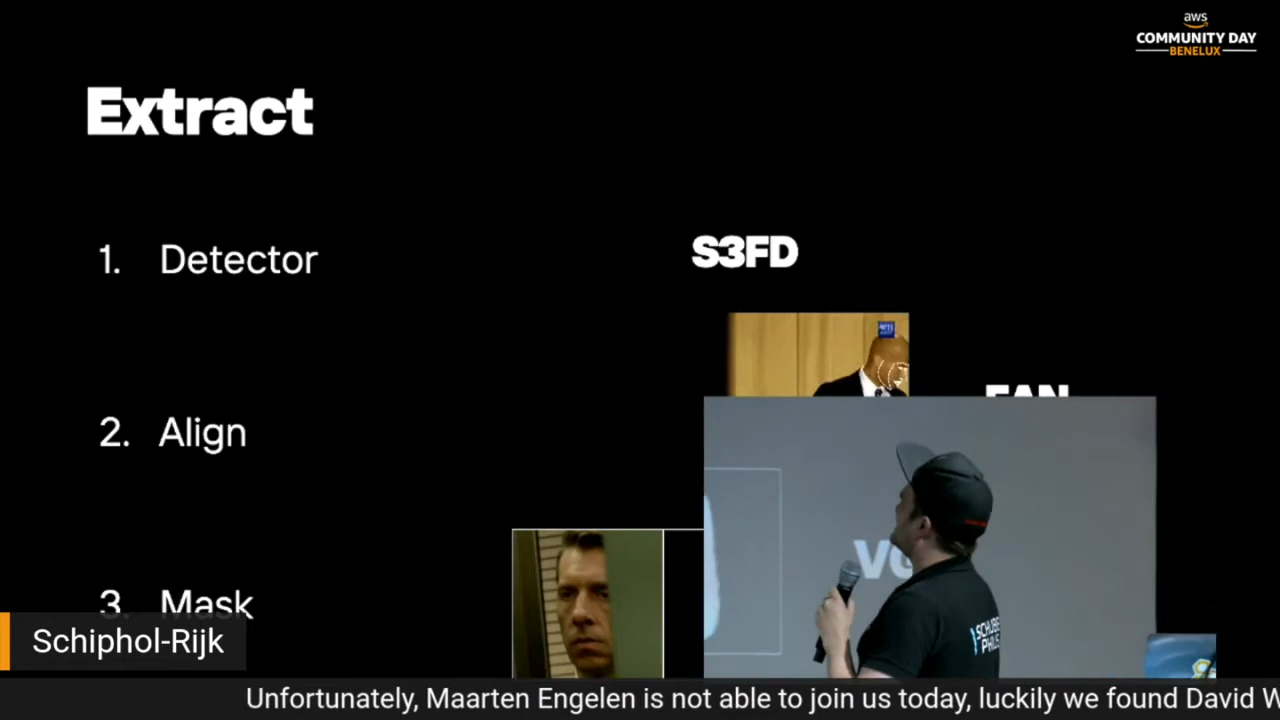 aws
COMMUNITY DAY
BENELUX
Extract
1. Detector
S3FD
2. Align
3. Mask
Schiphol-Rijk
Unfortunately, Maarten Engelen is not able to join us today, luckily we found David